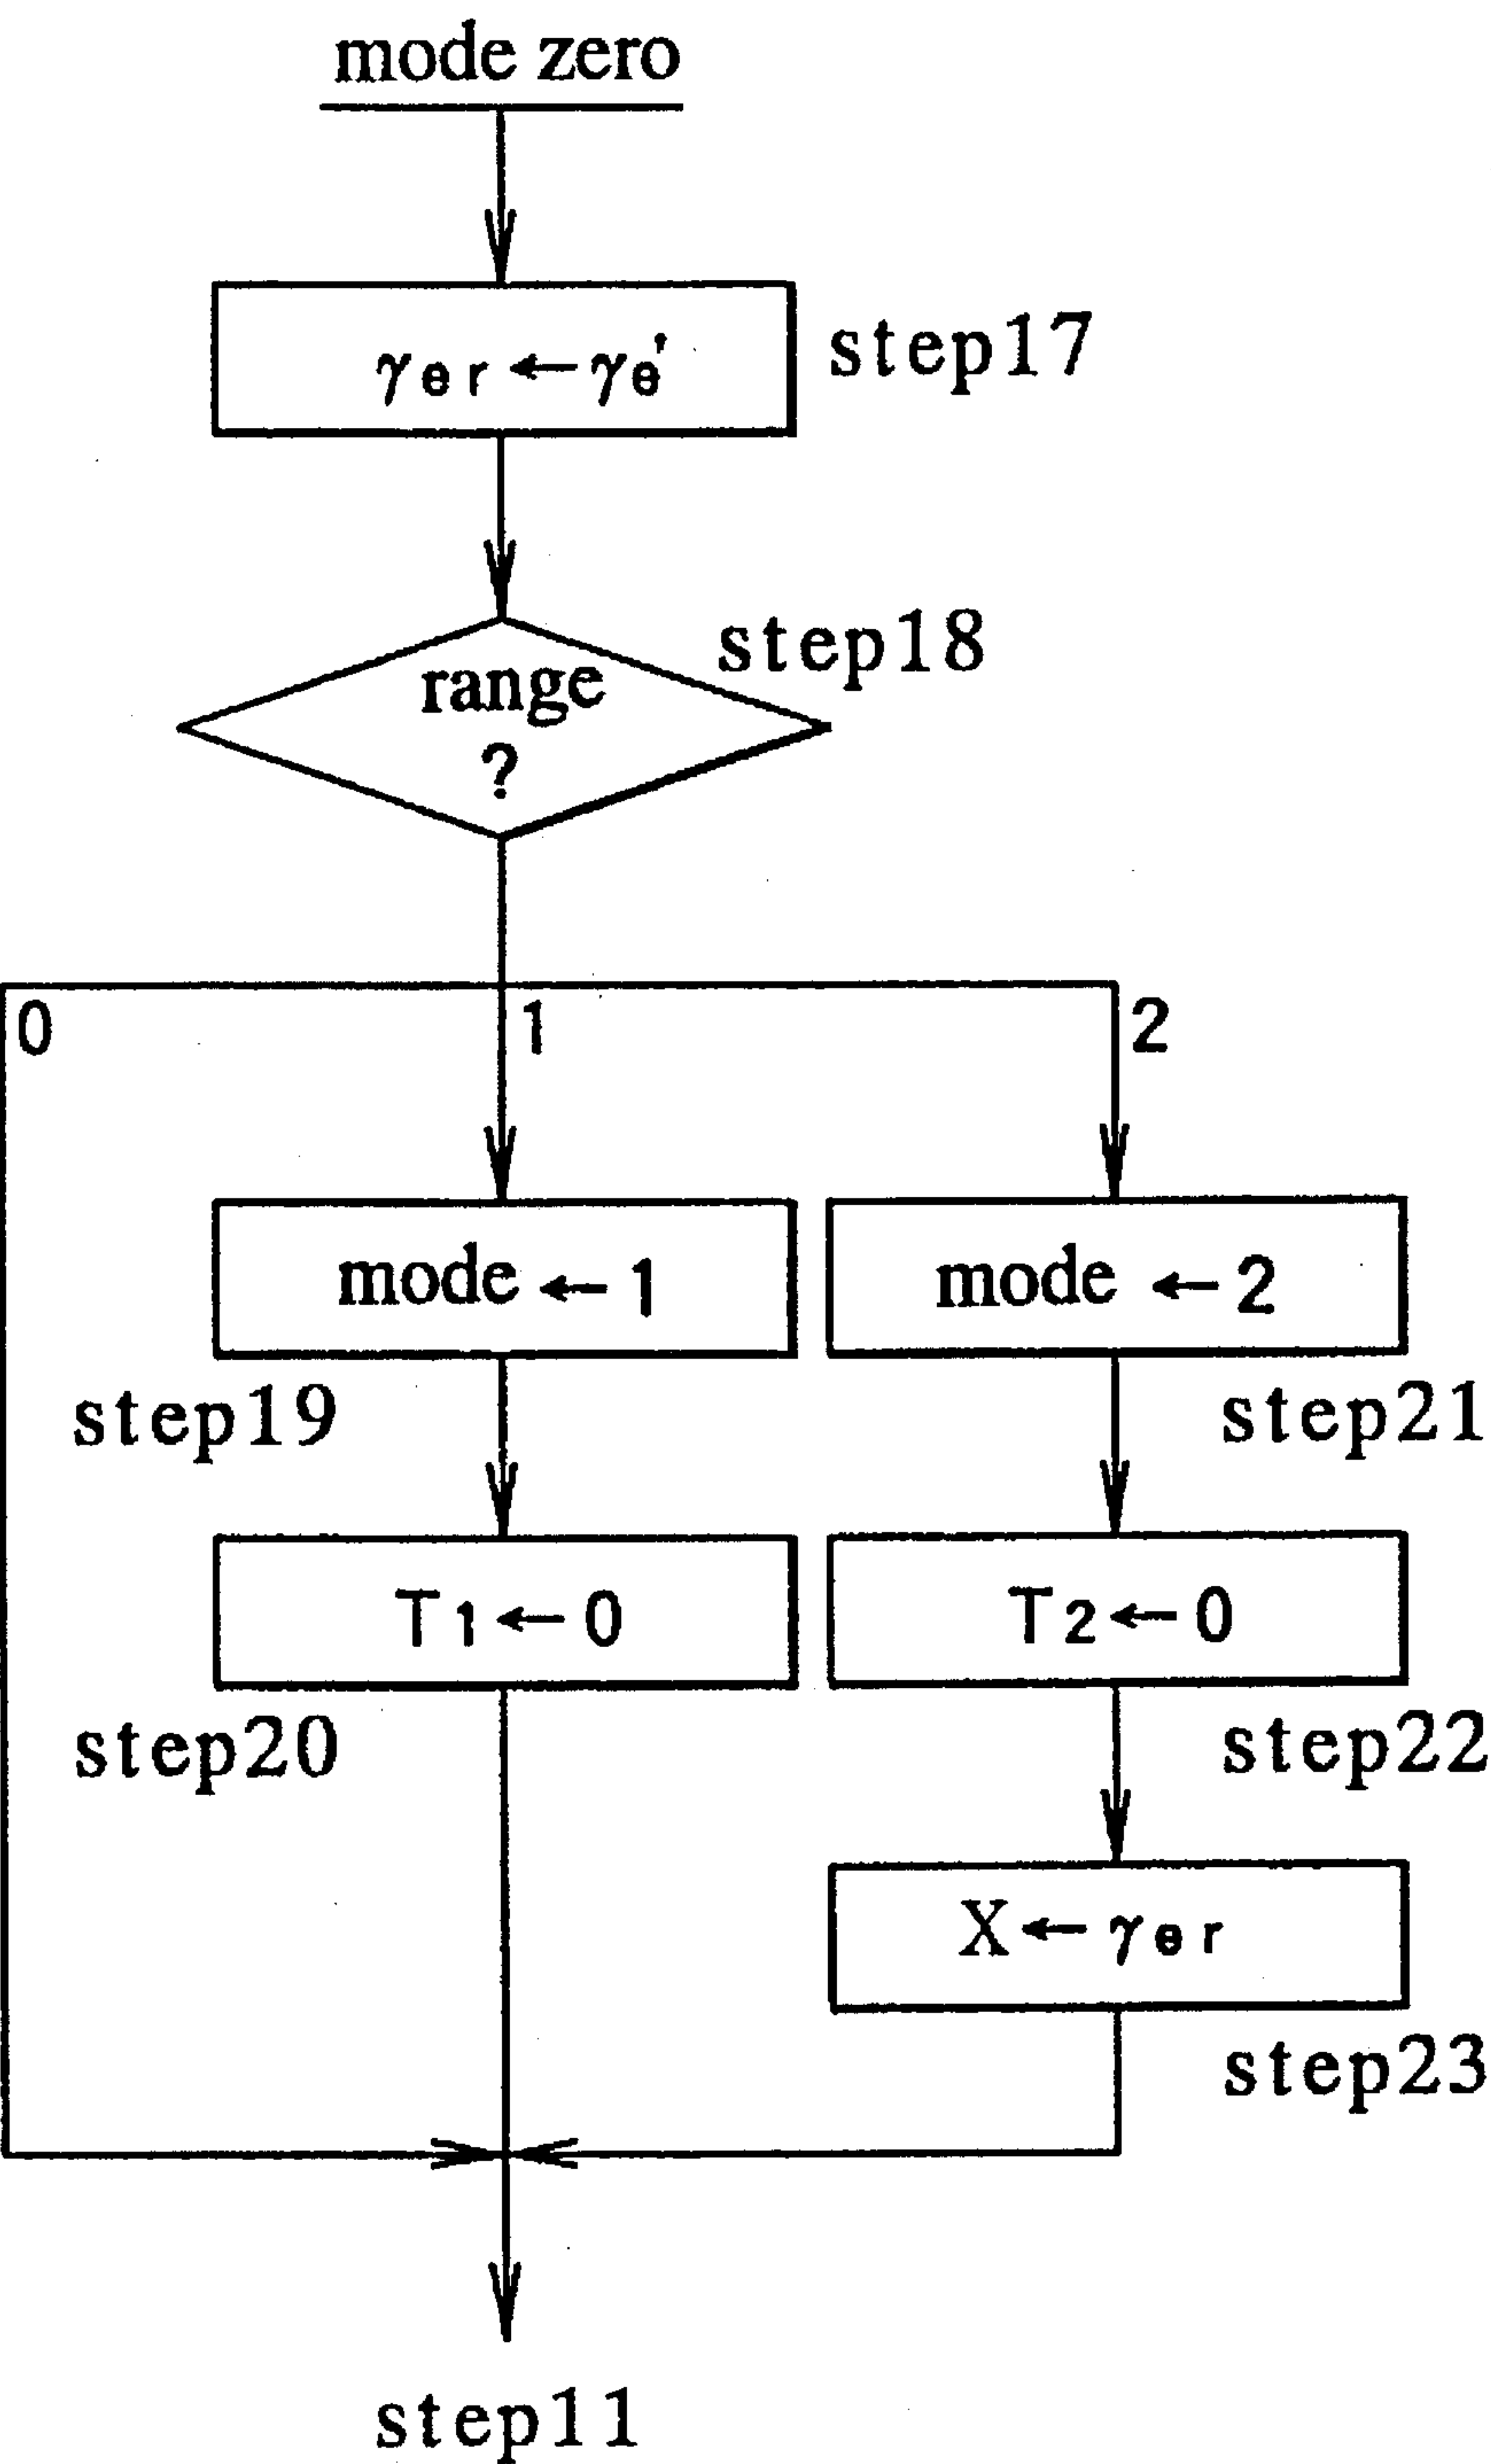 mode zero
γer←γe'
step17
step18
range
?
0
1
2
mode ← 1
mode ← 2
step19
step21
T1←0
T2←0
step20
step22
X←γer
step23
step11